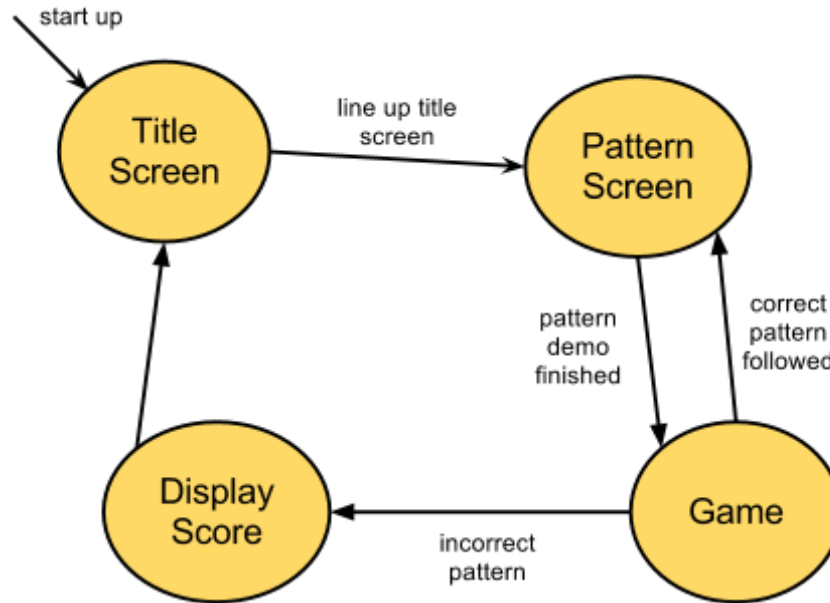 start up
Title
Screen
line up title
screen
Pattern
Screen
pattern
demo
finished
correct
pattern
followed
Display
Score
incorrect
pattern
Game